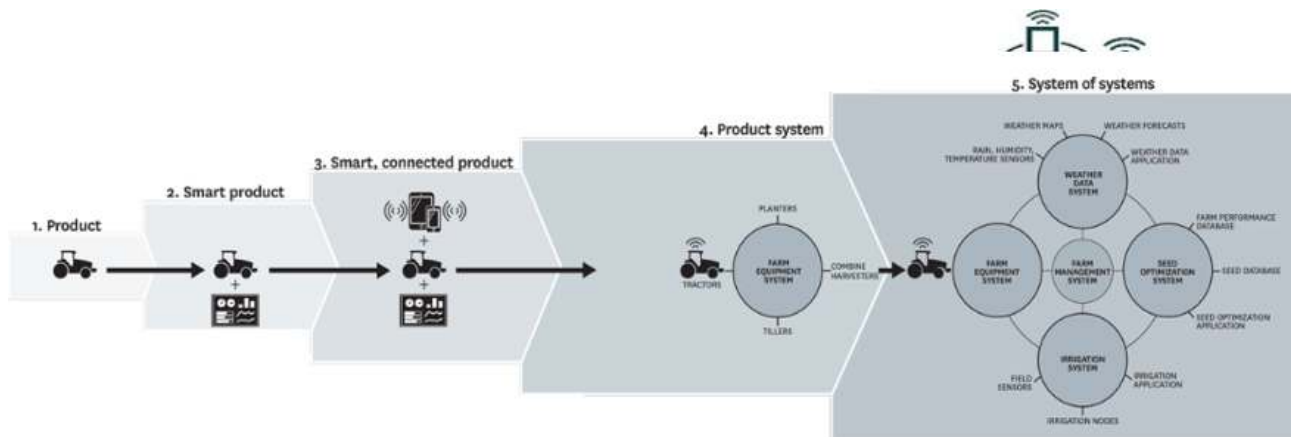 1. Product
2. Smart product
+
3. Smart, connected product
+
+
4. Product system
PLANTERS
TRACTORS
FARM
EQUIPMENT
SYSTEM
COMBINE
HARVESTERS
TILLERS
5. System of systems
WEATHER MAPS
WEATHER FORECASTS
RAIN, HUMIDITY,
TEMPERATURE SENSORS
WEATHER DATA
APPLICATION
WEATHER
DATA
SYSTEM
FARM PERFORMANCE
DATABASE
FARM
EQUIPMENT
SYSTEM
FARM
MANAGEMENT
SYSTEM
SEED
OPTIMIZATION
SYSTEM
SEED DATABASE
SEED OPTIMIZATION
APPLICATION
IRRIGATION
SYSTEM
FIELD
SENSORS
IRRIGATION
APPLICATION
IRRIGATION NODES